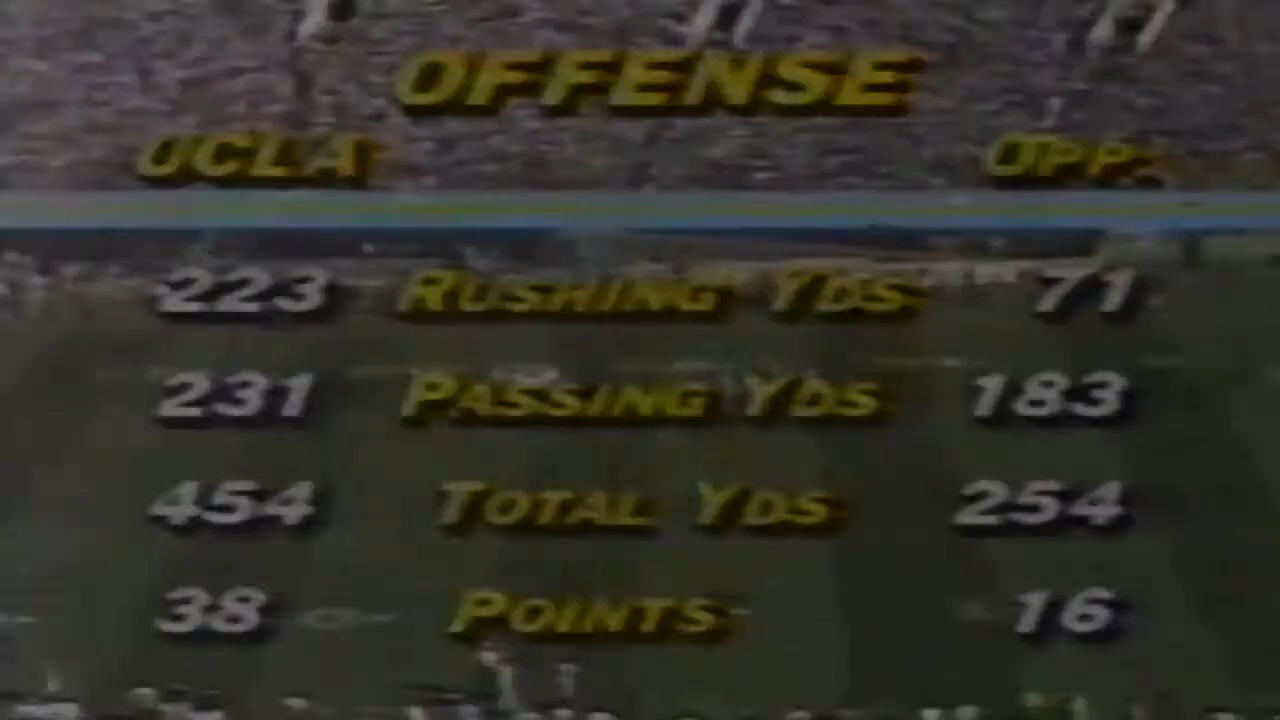 OFFENSE
UCLA OPP.
223 RUSHING YDS. 71
231 PASSING YDS 183
454 TOTAL YDS 254
38 POINTS 16